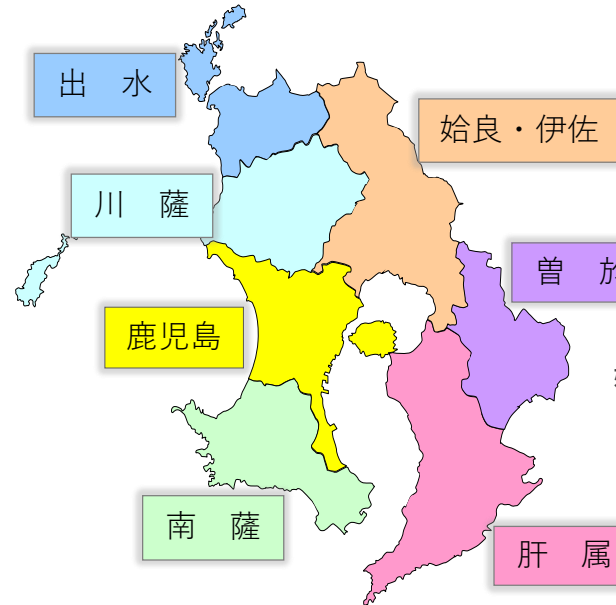 出　水
姶良・伊佐
川　薩
曽
鹿児島
南　薩
肝　属